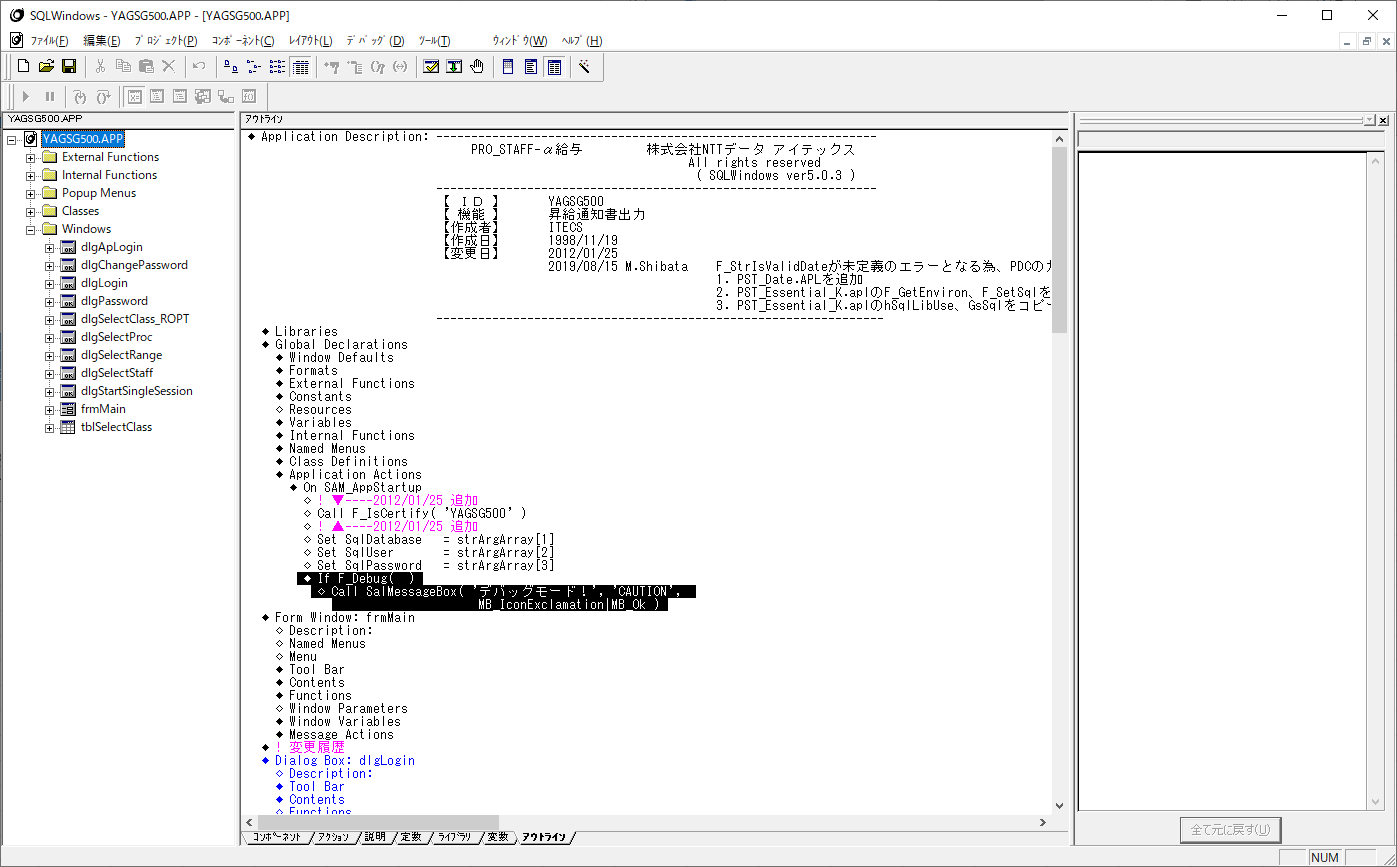 SQLWindows - YAGSG500.APP - [YAGSG500.APP]
ﾌｧｲﾙ(F) 編集(E) ﾌﾟﾛｼﾞｪｸﾄ(P) ｺﾝﾎﾟｰﾈﾝﾄ(C) ﾚｲｱｳﾄ(L) ﾃﾞﾊﾞｯｸﾞ(D) ﾂｰﾙ(T) ｳｨﾝﾄﾞｳ(W) ﾍﾙﾌﾟ(H)
YAGSG500.APP
YAGSG500.APP
External Functions
Internal Functions
Popup Menus
Classes
Windows
dlgApLogin
dlgChangePassword
dlgLogin
dlgPassword
dlgSelectClass_ROPT
dlgSelectProc
dlgSelectRange
dlgSelectStaff
dlgStartSingleSession
frmMain
tblSelectClass
ｱｳﾄﾗｲﾝ
Application Description: ---------------------------------------------------------------
PRO_STAFF-α給与 株式会社NTTデータ アイテックス
All rights reserved
( SQLWindows ver5.0.3 )
---------------------------------------------------------------
【 ＩＤ 】 YAGSG500
【 機能 】 昇給通知書出力
【作成者】 ITECS
【作成日】 1998/11/19
【変更日】 2012/01/25
2019/08/15 M.Shibata F_StrIsValidDateが未定義のエラーとなる為、PDCの
1. PST_Date.APLを追加
2. PST_Essential_K.aplのF_GetEnviron、F_SetSqlを
3. PST_Essential_K.aplのhSqlLibUse、GsSqlをコピー
----------------------------------------------------------------
Libraries
Global Declarations
Window Defaults
Formats
External Functions
Constants
Resources
Variables
Internal Functions
Named Menus
Class Definitions
Application Actions
On SAM_AppStartup
! ▼----2012/01/25 追加
Call F_IsCertify( 'YAGSG500' )
! ▲----2012/01/25 追加
Set SqlDatabase = strArgArray[1]
Set SqlUser = strArgArray[2]
Set SqlPassword = strArgArray[3]
If F_Debug( )
Call SalMessageBox( 'デバッグモード！', 'CAUTION',
MB_IconExclamation|MB_Ok )
Form Window: frmMain
Description:
Named Menus
Menu
Tool Bar
Contents
Functions
Window Parameters
Window Variables
Message Actions
! 変更履歴
Dialog Box: dlgLogin
Description:
Tool Bar
Contents
Functions
ｺﾝﾎﾟｰﾈﾝﾄ ｱｸｼｮﾝ 説明 定数 ﾗｲﾌﾞﾗﾘ 変数 ｱｳﾄﾗｲﾝ
全て元に戻す(U)
NUM